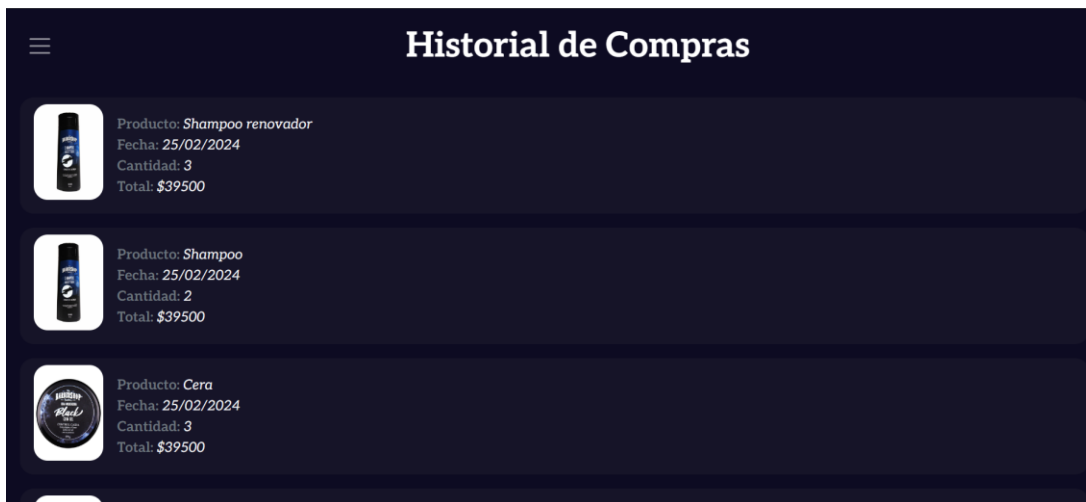 Historial de Compras
Producto: Shampoo renovador
Fecha: 25/02/2024
Cantidad: 3
Total: $39500
Producto: Shampoo
Fecha: 25/02/2024
Cantidad: 2
Total: $39500
Producto: Cera
Fecha: 25/02/2024
Cantidad: 3
Total: $39500
Black